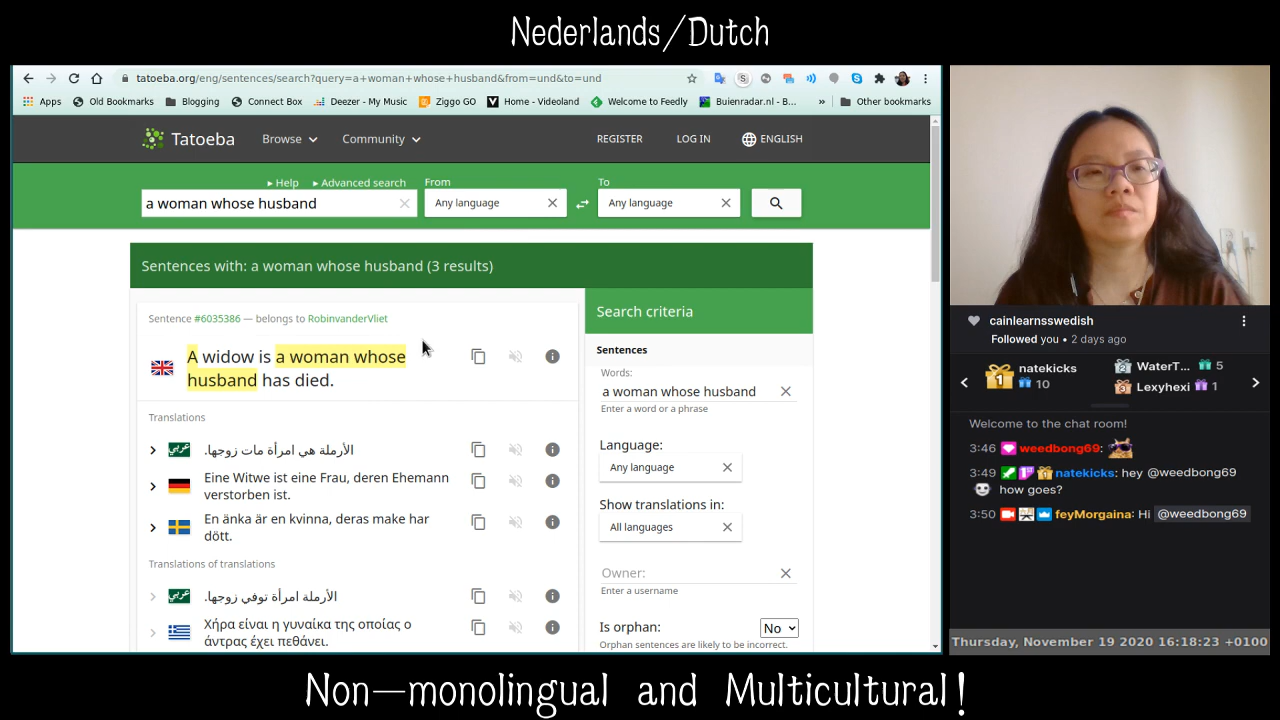 Nederlands/Dutch
tatoeba.org/eng/sentences/search?query=a+woman+whose+husband&from=und&to=und
Apps
Old Bookmarks
Blogging
Connect Box
Deezer - My Music
Ziggo GO
Home - Videoland
Welcome to Feedly
Buienradar.nl - B...
»
Other bookmarks
Tatoeba
Browse
Community
REGISTER
LOG IN
ENGLISH
▸ Help
▸ Advanced search
From
To
a woman whose husband
Any language
Any language
Sentences with: a woman whose husband (3 results)
Sentence #6035386 — belongs to RobinvanderVliet
A widow is a woman whose
husband has died.
Translations
الأرملة هي امرأة مات زوجها.
Eine Witwe ist eine Frau, deren Ehemann
verstorben ist.
En änka är en kvinna, deras make har
dött.
Translations of translations
الأرملة امرأة توفي زوجها.
Χήρα είναι η γυναίκα της οποίας ο
άντρας έχει πεθάνει.
Search criteria
Sentences
Words:
a woman whose husband
Enter a word or a phrase
Language:
Any language
Show translations in:
All languages
Owner:
Enter a username
Is orphan:
No
Orphan sentences are likely to be incorrect.
cainlearnsswedish
Followed you • 2 days ago
1
natekicks
10
2 WaterT... 5
3 Lexyhexi 1
Welcome to the chat room!
3:46 weedbong69:
3:49 natekicks: hey @weedbong69
how goes?
3:50 feyMorgaina: Hi @weedbong69
Thursday, November 19 2020 16:18:23 +0100
Non-monolingual and Multicultural!